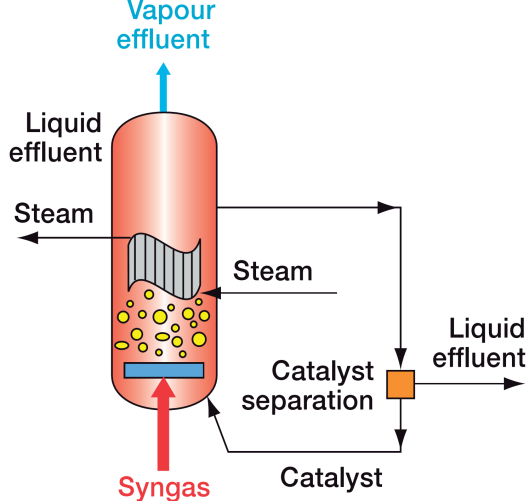 Vapour
effluent
Liquid
effluent
Steam
Steam
Liquid
effluent
Catalyst
separation
Catalyst
Syngas